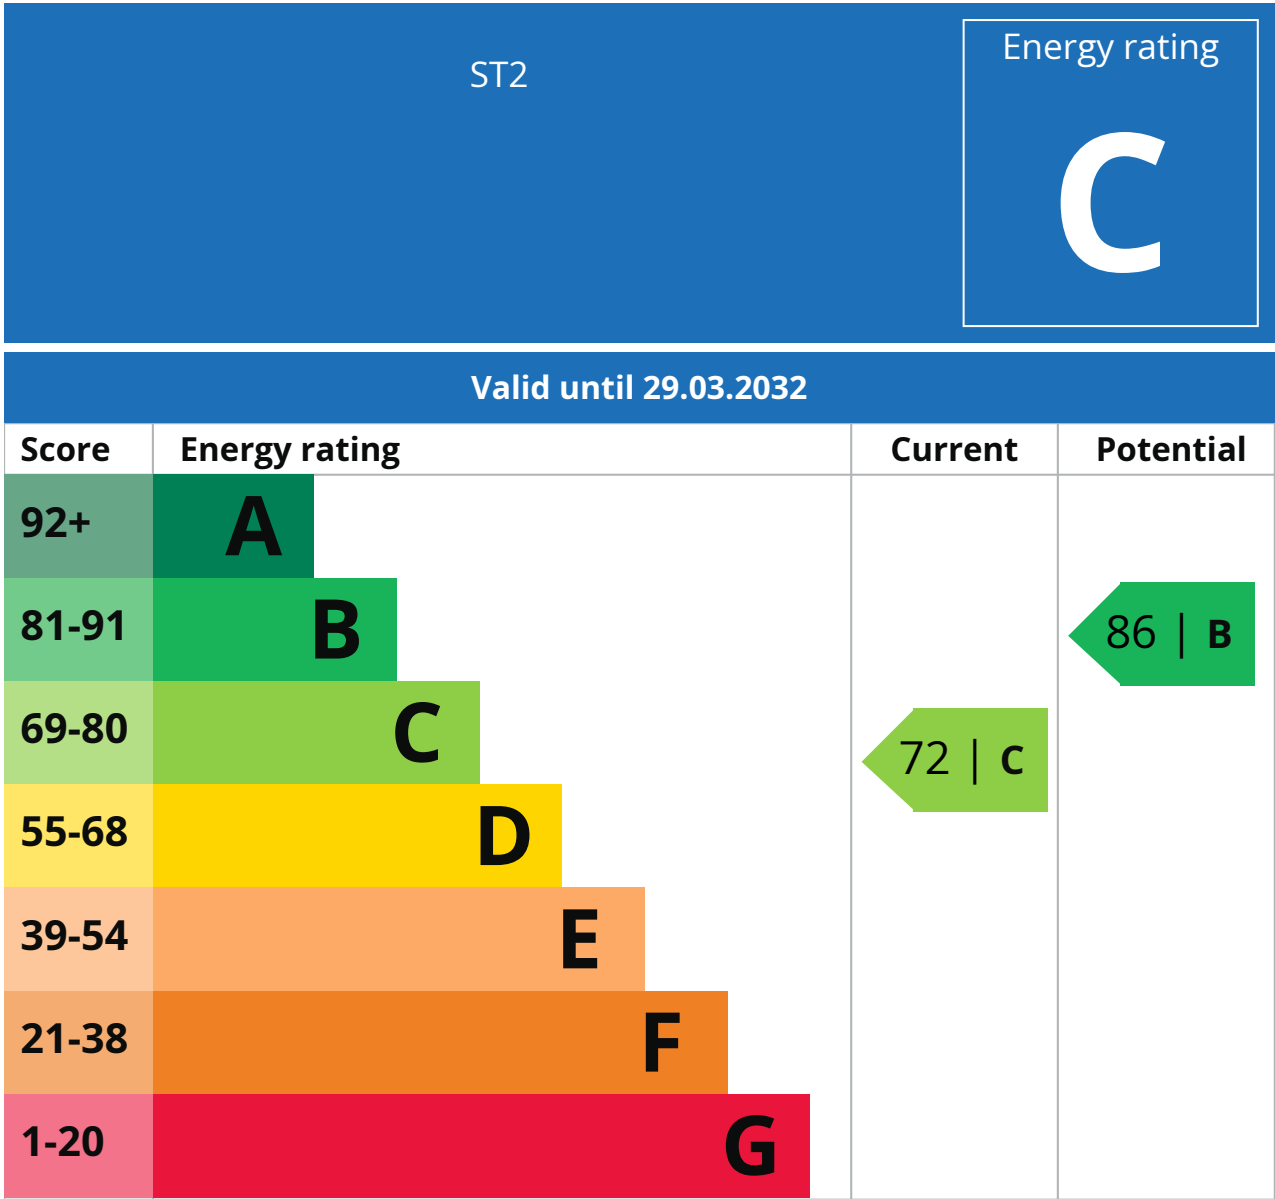 ST2
Energy rating
C
Valid until 29.03.2032
Score Energy rating Current Potential
92+ A
81-91 B
86 | B
69-80 C
72 | C
55-68 D
39-54 E
21-38 F
1-20 G